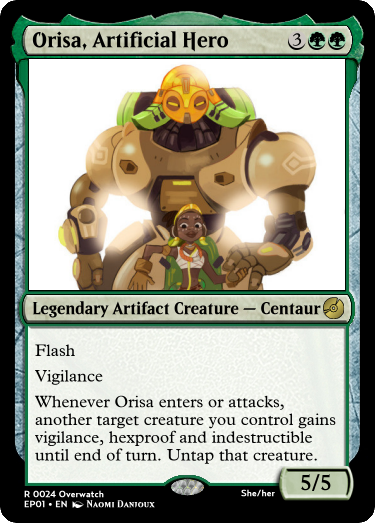 Orisa, Artificial Hero 3
Legendary Artifact Creature — Centaur
Flash
Vigilance
Whenever Orisa enters or attacks,
another target creature you control gains
vigilance, hexproof and indestructible
until end of turn. Untap that creature.
5/5
R 0024 Overwatch She/her
EP01 • EN Naomi Danjoux